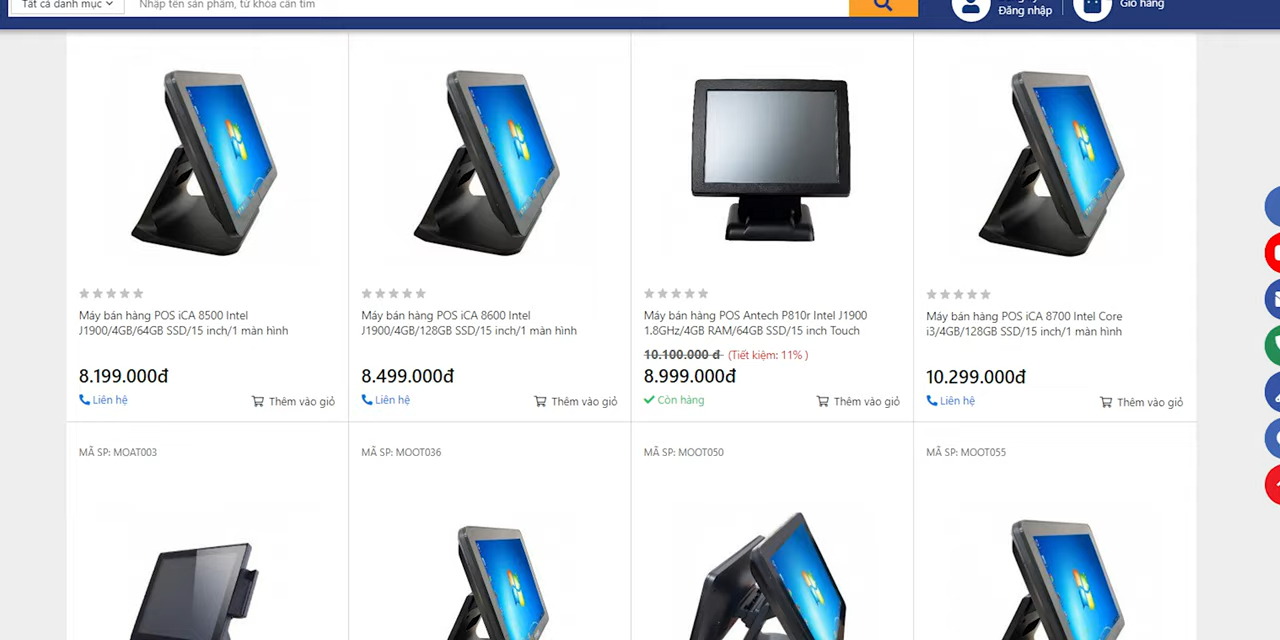 Tất cả danh mục
Nhập tên sản phẩm, từ khóa cần tìm
Đăng nhập
Giỏ hàng
Máy bán hàng POS iCA 8500 Intel
J1900/4GB/64GB SSD/15 inch/1 màn hình
8.199.000đ
Liên hệ
Thêm vào giỏ
Máy bán hàng POS iCA 8600 Intel
J1900/4GB/128GB SSD/15 inch/1 màn hình
8.499.000đ
Liên hệ
Thêm vào giỏ
Máy bán hàng POS Antech P810r Intel J1900
1.8GHz/4GB RAM/64GB SSD/15 inch Touch
10.100.000 đ (Tiết kiệm: 11% )
8.999.000đ
Còn hàng
Thêm vào giỏ
Máy bán hàng POS iCA 8700 Intel Core
i3/4GB/128GB SSD/15 inch/1 màn hình
10.299.000đ
Liên hệ
Thêm vào giỏ
MÃ SP: MOAT003
MÃ SP: MOOT036
MÃ SP: MOOT050
MÃ SP: MOOT055